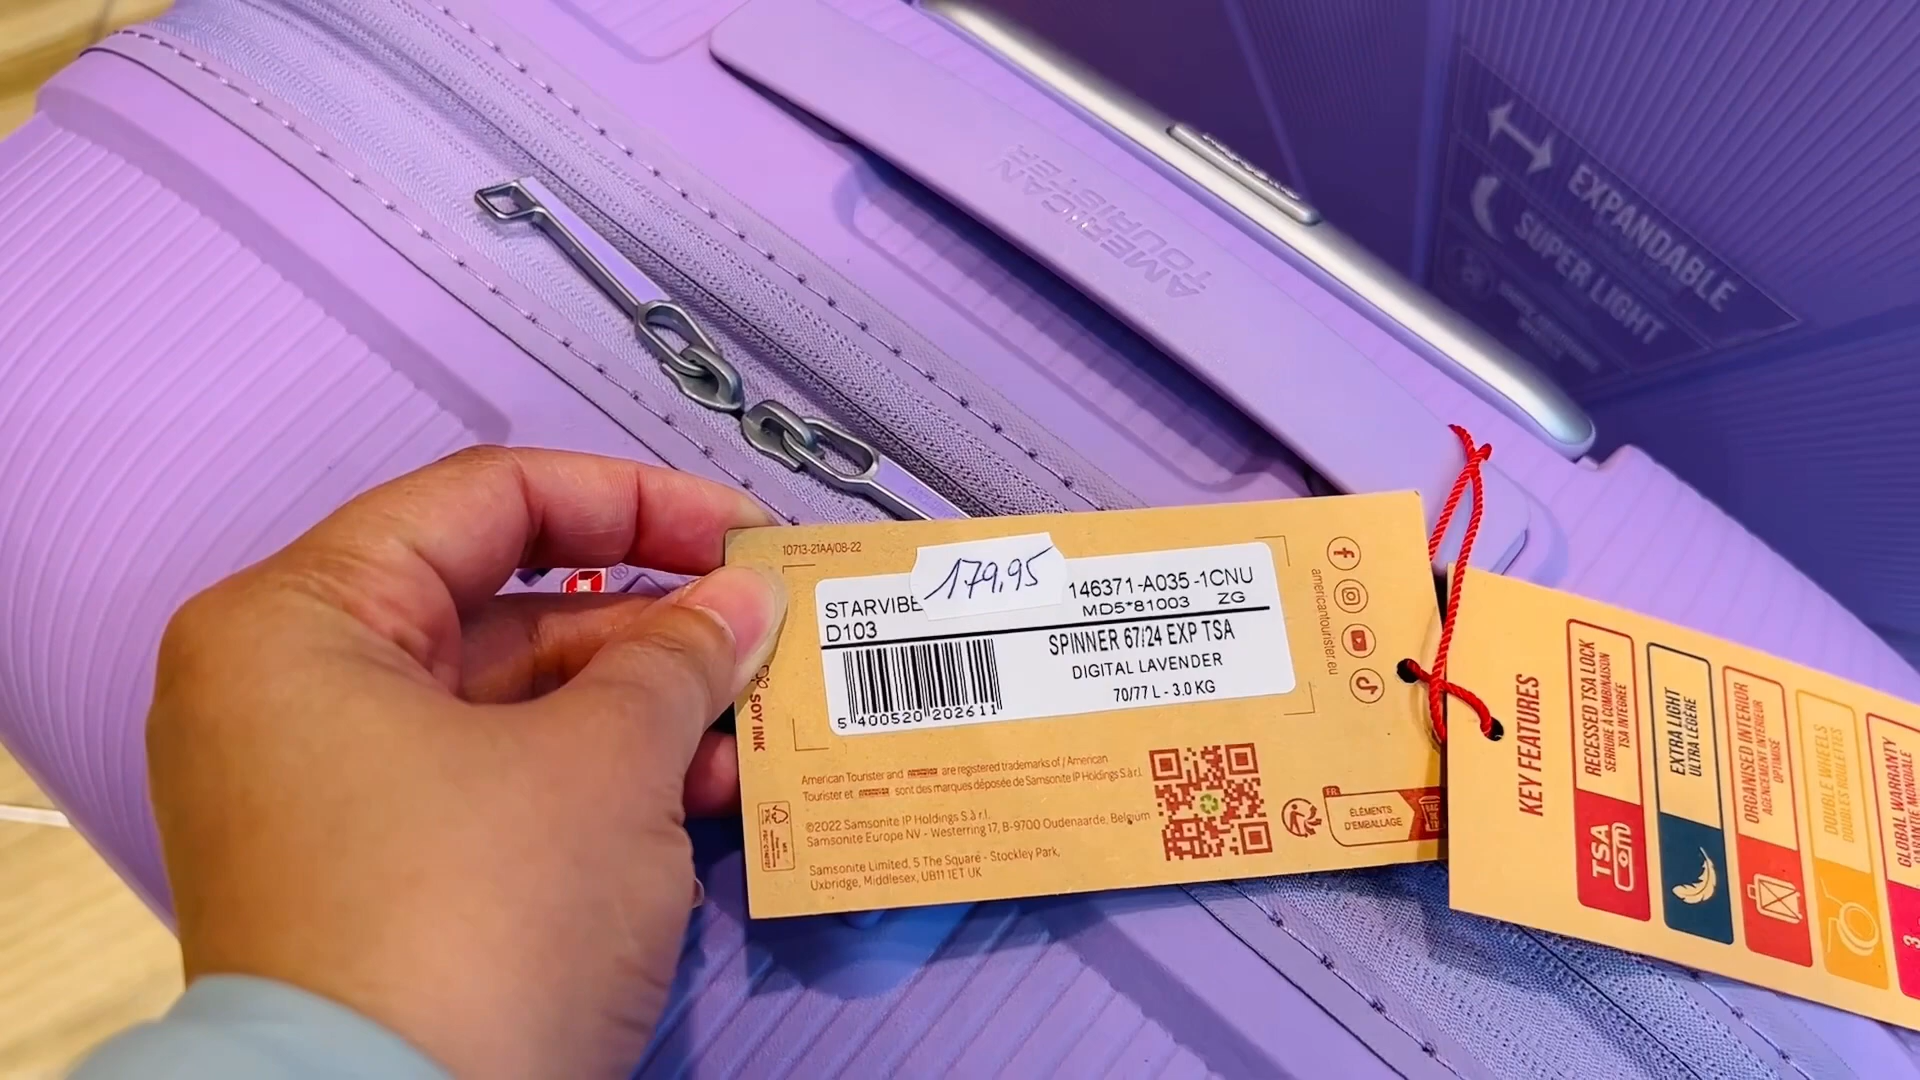 AMERICAN
TOURISTER
EXPANDABLE
SUPER LIGHT
10713-21AA/08-22
179,95
STARVIBE
D103
146371-A035-1CNU
MD5*81003 ZG
SPINNER 67/24 EXP TSA
DIGITAL LAVENDER
70/77 L - 3.0 KG
5 400520 202611
americantourister.eu
SOY INK
American Tourister and AMERICAN TOURISTER are registered trademarks of / American
Tourister et AMERICAN TOURISTER sont des marques déposée de Samsonite IP Holdings S.à r.l.
©2022 Samsonite IP Holdings S.à r.l.
Samsonite Europe NV - Westerring 17, B-9700 Oudenaarde, Belgium
Samsonite Limited, 5 The Square - Stockley Park,
Uxbridge, Middlesex, UB11 1ET UK
FR
ÉLÉMENTS
D'EMBALLAGE
KEY FEATURES
RECESSED TSA LOCK
SERRURE À COMBINAISON
TSA INTÉGRÉE
TSA
EXTRA LIGHT
ULTRA LÉGÈRE
ORGANISED INTERIOR
AGENCEMENT INTÉRIEUR
OPTIMISÉ
DOUBLE WHEELS
DOUBLES ROULETTES
GLOBAL WARRANTY
GARANTIE MONDIALE
3